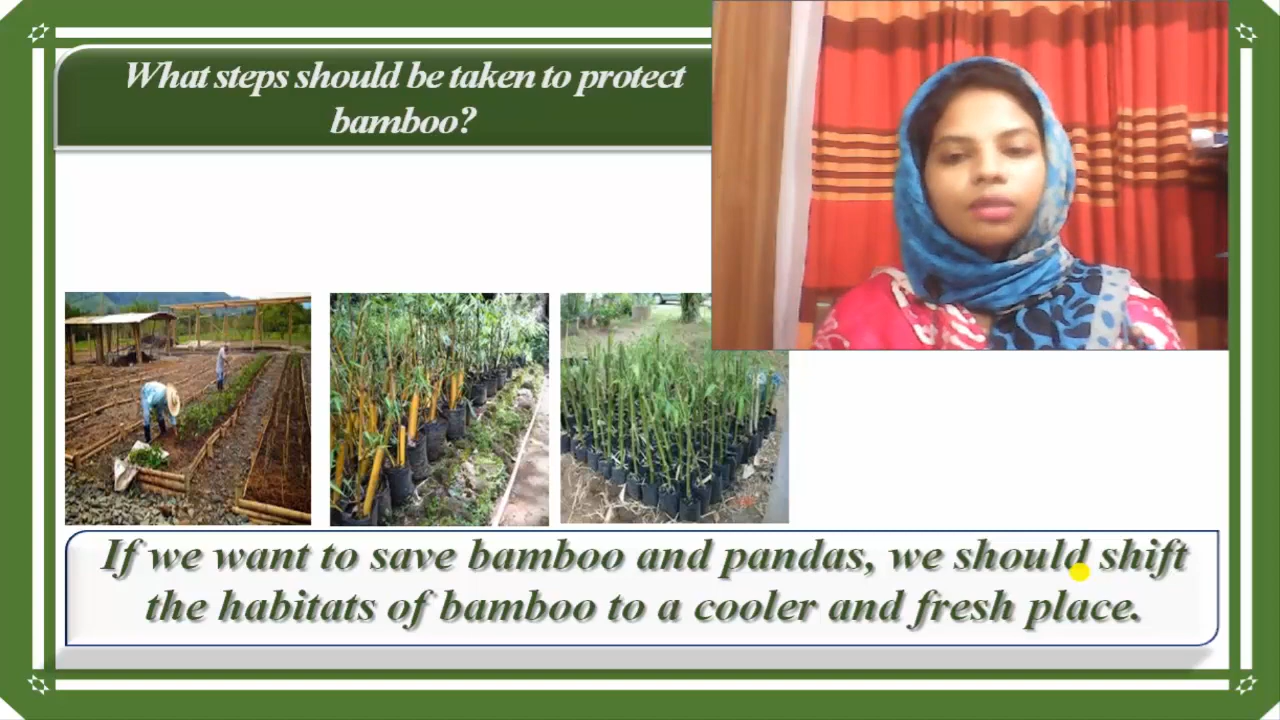 What steps should be taken to protect
bamboo?
If we want to save bamboo and pandas, we should shift
the habitats of bamboo to a cooler and fresh place.